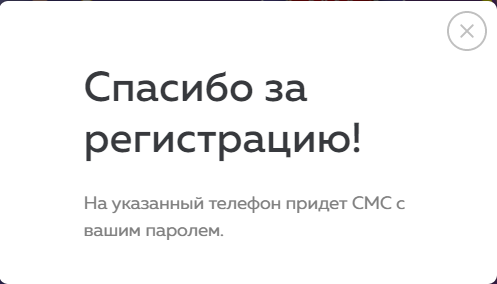 Спасибо за
регистрацию!
На указанный телефон придет СМС с
вашим паролем.